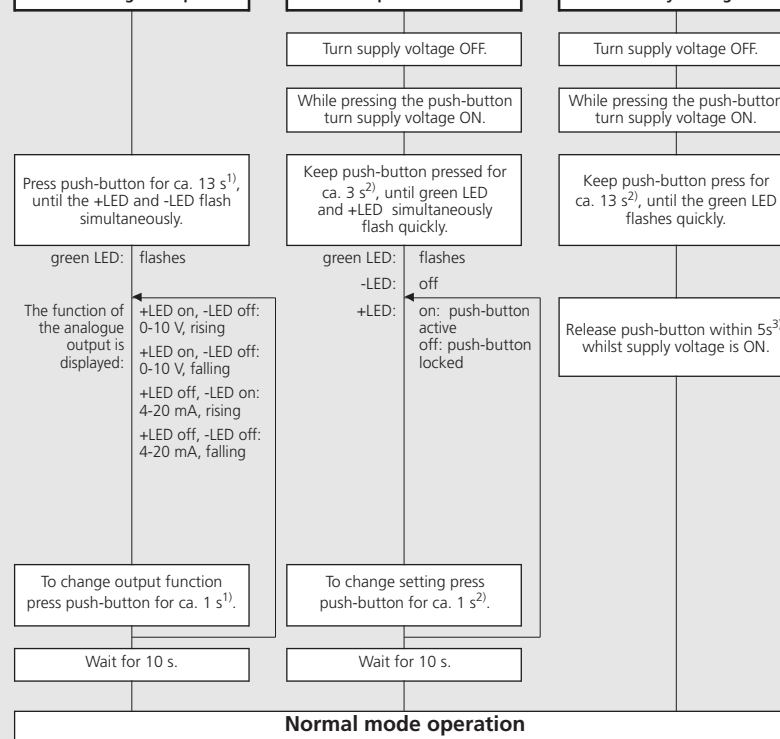 Turn supply voltage OFF.
While pressing the push-button
turn supply voltage ON.
Press push-button for ca. 13 s1),
until the +LED and -LED flash
simultaneously.
green LED: flashes
The function of
the analogue
output is
displayed:
+LED on, -LED off:
0-10 V, rising
+LED on, -LED off:
0-10 V, falling
+LED off, -LED on:
4-20 mA, rising
+LED off, -LED off:
4-20 mA, falling
To change output function
press push-button for ca. 1 s1).
Wait for 10 s.
Keep push-button pressed for
ca. 3 s2), until green LED
and +LED simultaneously
flash quickly.
green LED: flashes
-LED: off
+LED: on: push-button
active
off: push-button
locked
To change setting press
push-button for ca. 1 s2).
Wait for 10 s.
Turn supply voltage OFF.
While pressing the push-button
turn supply voltage ON.
Keep push-button press for
ca. 13 s2), until the green LED
flashes quickly.
Release push-button within 5s3)
whilst supply voltage is ON.
Normal mode operation